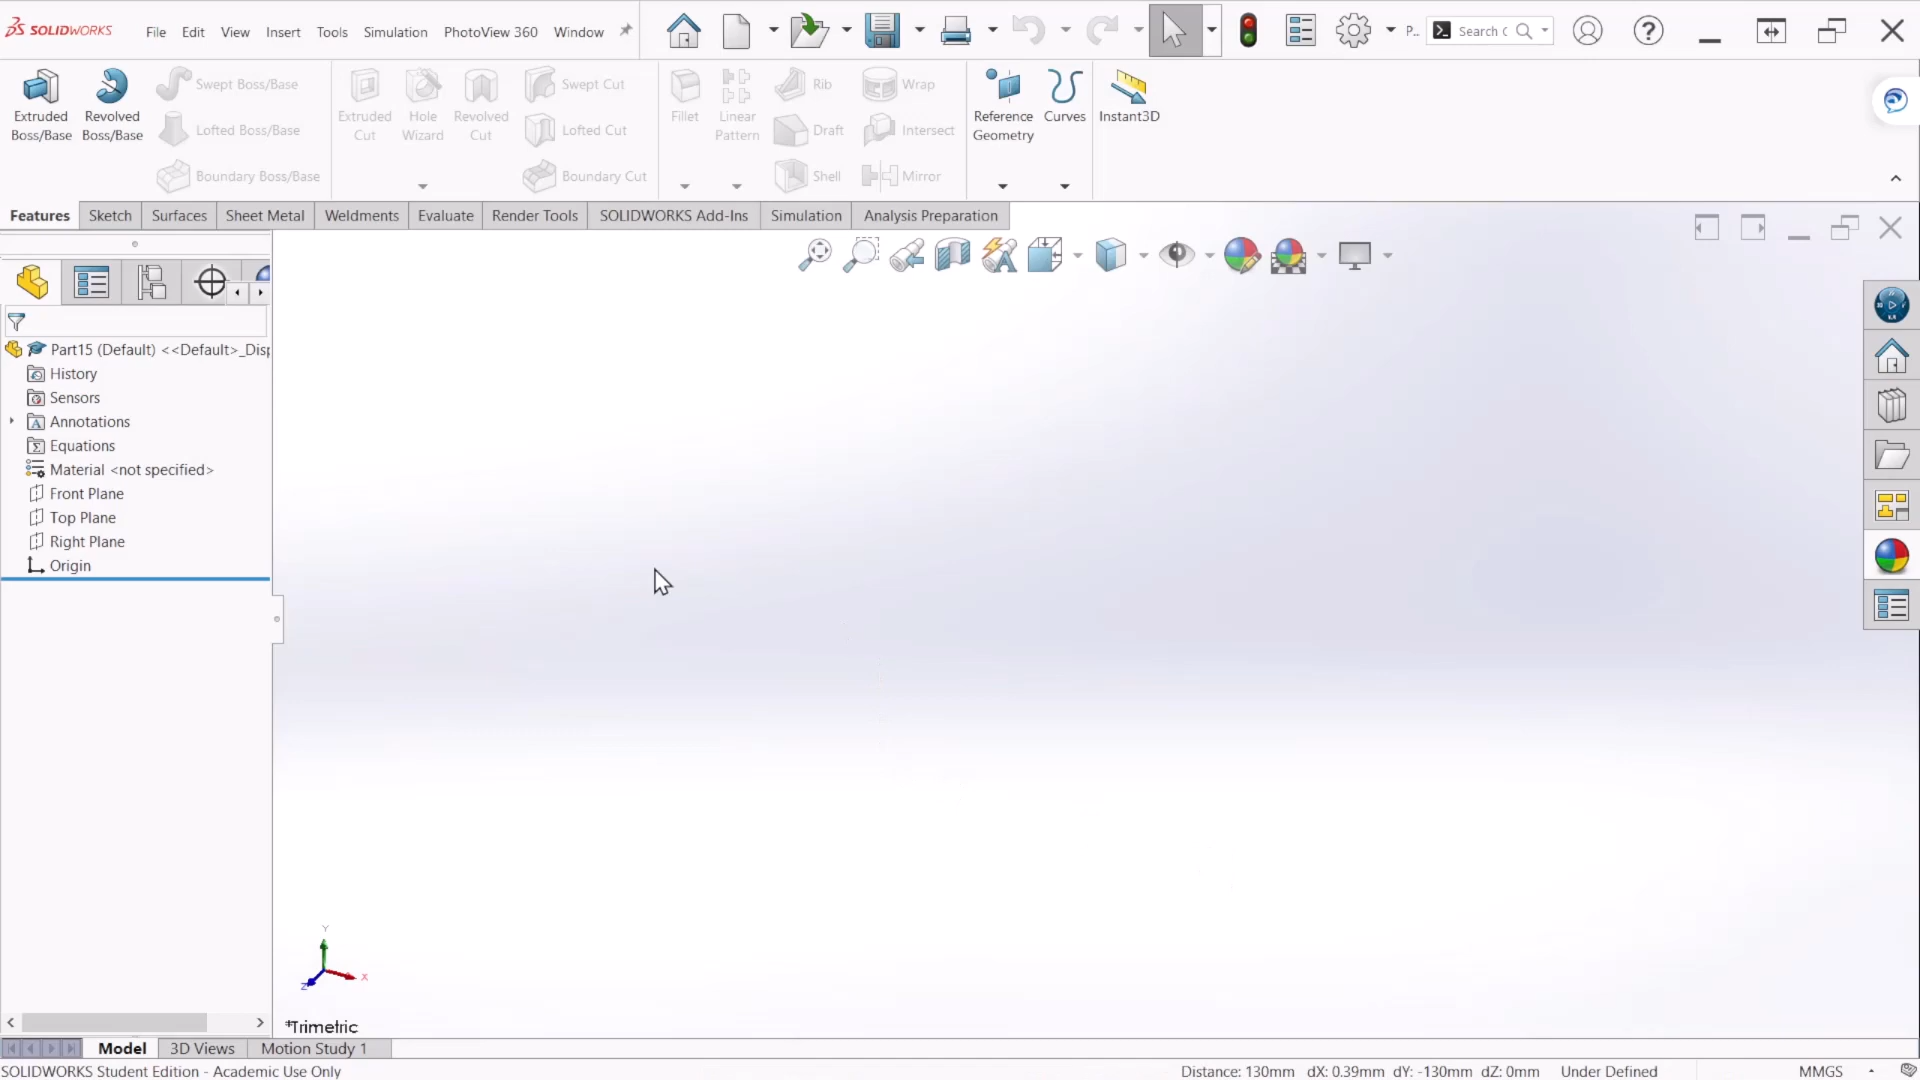 SOLIDWORKS File Edit View Insert Tools Simulation PhotoView 360 Window P... Search
Extruded Boss/Base
Revolved Boss/Base
Swept Boss/Base
Lofted Boss/Base
Boundary Boss/Base
Extruded Cut
Hole Wizard
Revolved Cut
Swept Cut
Lofted Cut
Boundary Cut
Fillet
Linear Pattern
Rib
Draft
Shell
Wrap
Intersect
Mirror
Reference Geometry
Curves
Instant3D
Features Sketch Surfaces Sheet Metal Weldments Evaluate Render Tools SOLIDWORKS Add-Ins Simulation Analysis Preparation
Part15 (Default) <<Default>_Disp
History
Sensors
Annotations
Equations
Material <not specified>
Front Plane
Top Plane
Right Plane
Origin
Y
X
Z
*Trimetric
Model 3D Views Motion Study 1
SOLIDWORKS Student Edition - Academic Use Only Distance: 130mm dX: 0.39mm dY: -130mm dZ: 0mm Under Defined MMGS